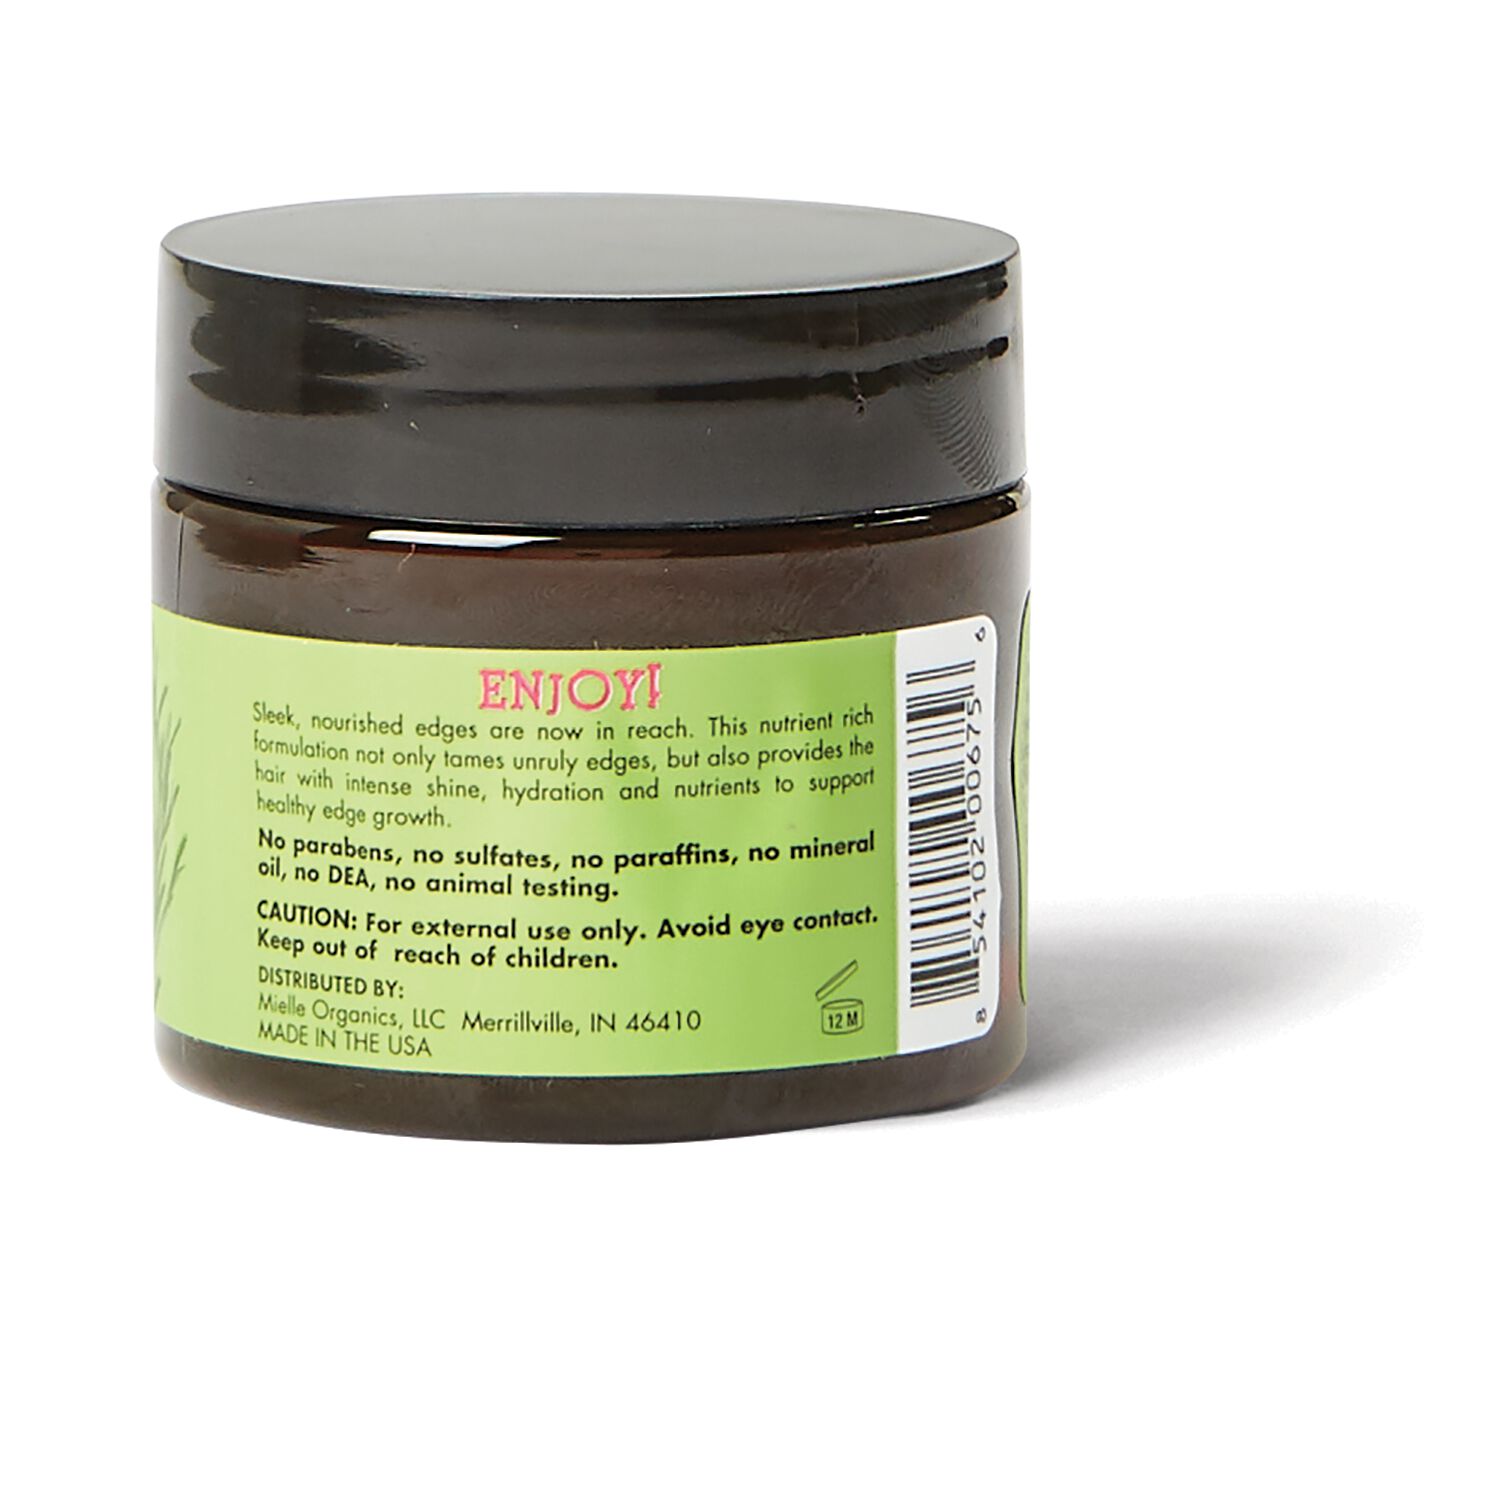 ENJOY!
Sleek, nourished edges are now in reach. This nutrient rich
formulation not only tames unruly edges, but also provides the
hair with intense shine, hydration and nutrients to support
healthy edge growth.
No parabens, no sulfates, no paraffins, no mineral
oil, no DEA, no animal testing.
CAUTION: For external use only. Avoid eye contact.
Keep out of reach of children.
DISTRIBUTED BY:
Mielle Organics, LLC Merrillville, IN 46410
MADE IN THE USA
12 M
8 54102 00675 6